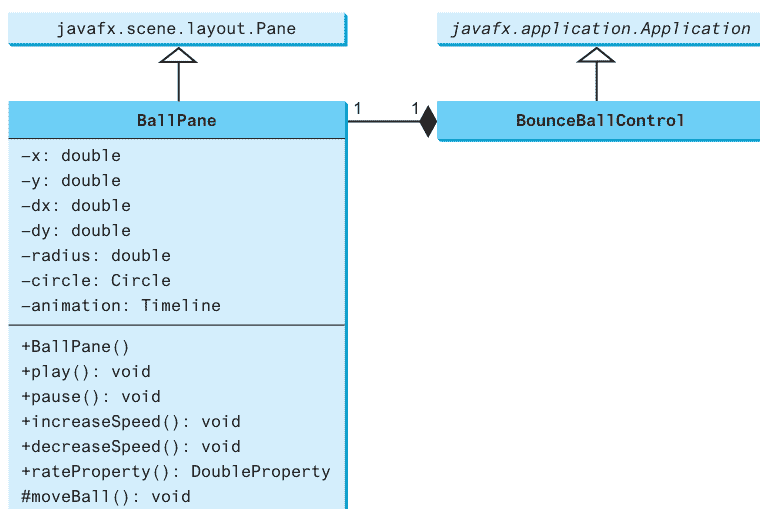 javafx.scene.layout.Pane
javafx.application.Application
BallPane
1
1
BounceBallControl
–x: double
–y: double
–dx: double
–dy: double
–radius: double
–circle: Circle
–animation: Timeline
+BallPane()
+play(): void
+pause(): void
+increaseSpeed(): void
+decreaseSpeed(): void
+rateProperty(): DoubleProperty
#moveBall(): void